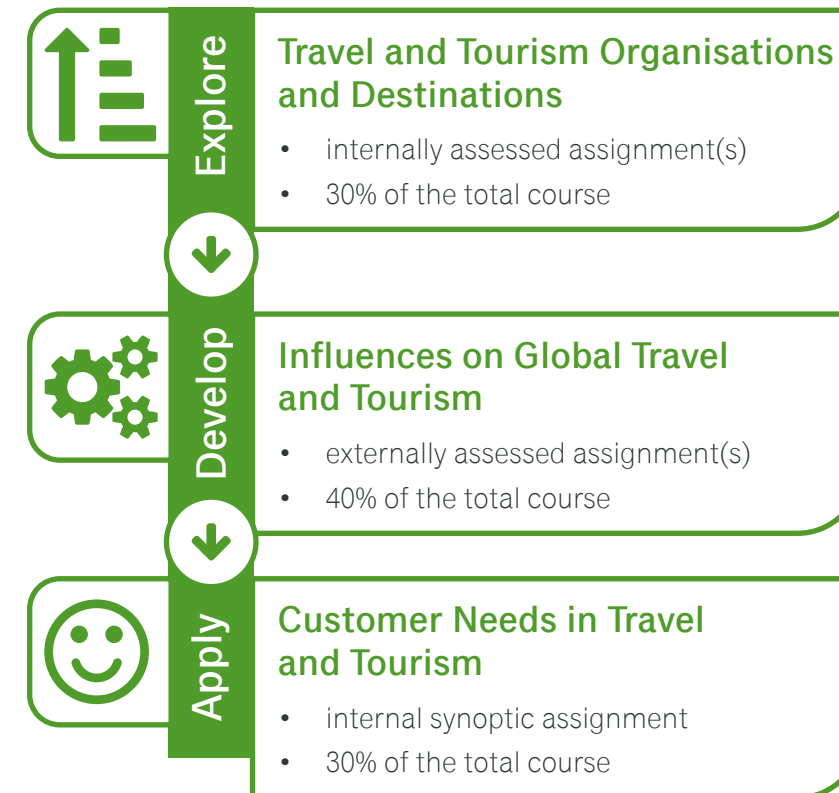 Explore
Travel and Tourism Organisations
and Destinations
• internally assessed assignment(s)
• 30% of the total course
Develop
Influences on Global Travel
and Tourism
• externally assessed assignment(s)
• 40% of the total course
Apply
Customer Needs in Travel
and Tourism
• internal synoptic assignment
• 30% of the total course